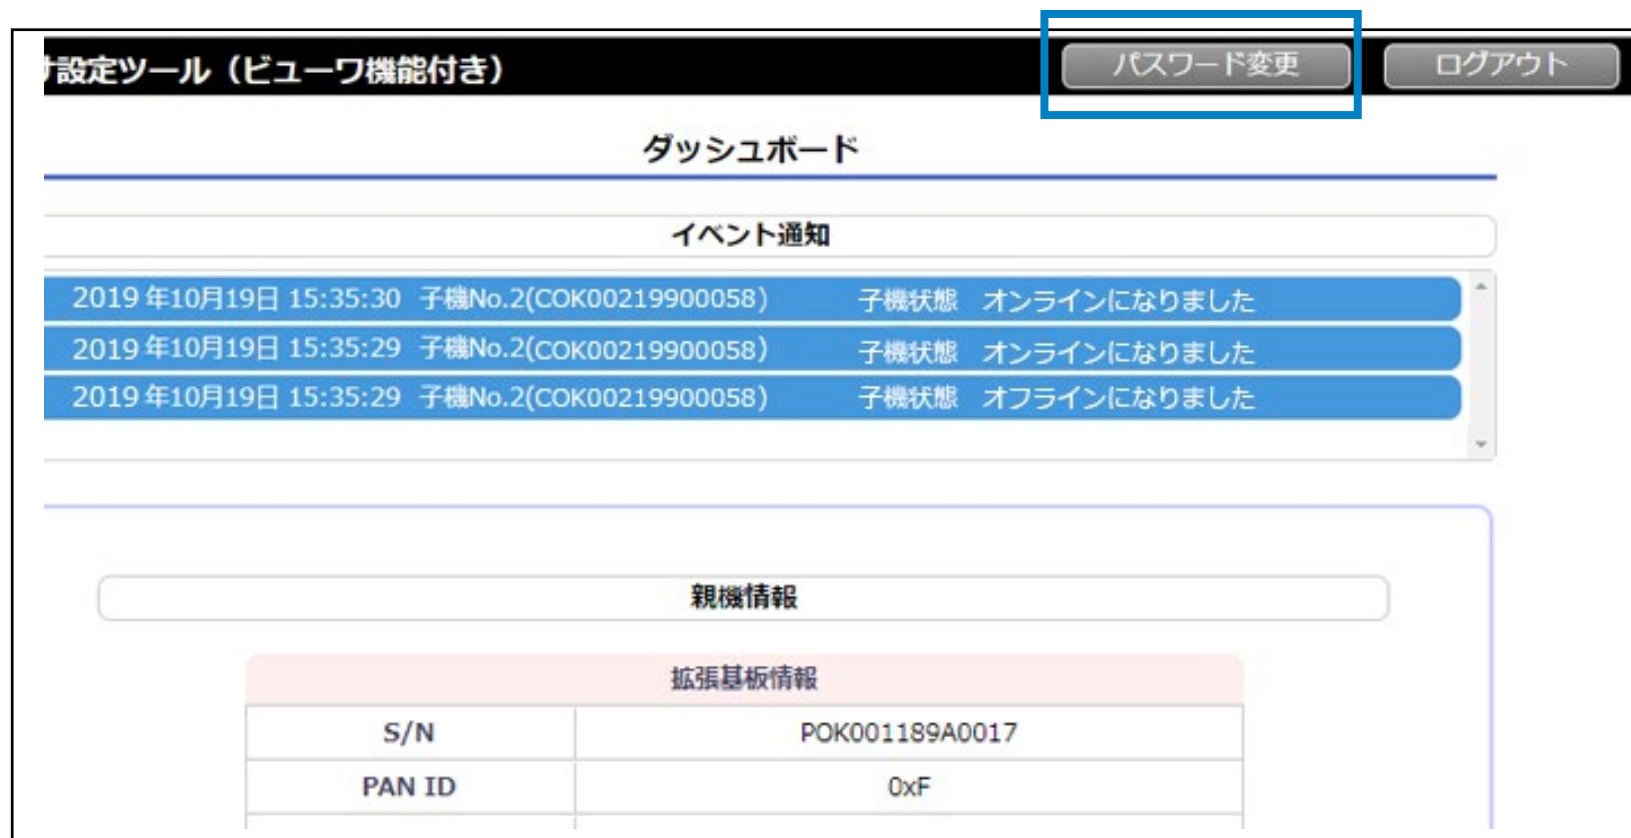 設定ツール（ビューワ機能付き） パスワード変更 ログアウト
ダッシュボード
イベント通知
2019年10月19日 15:35:30 子機No.2(COK00219900058) 子機状態 オンラインになりました
2019年10月19日 15:35:29 子機No.2(COK00219900058) 子機状態 オンラインになりました
2019年10月19日 15:35:29 子機No.2(COK00219900058) 子機状態 オフラインになりました
親機情報
拡張基板情報
S/N POK001189A0017
PAN ID 0xF